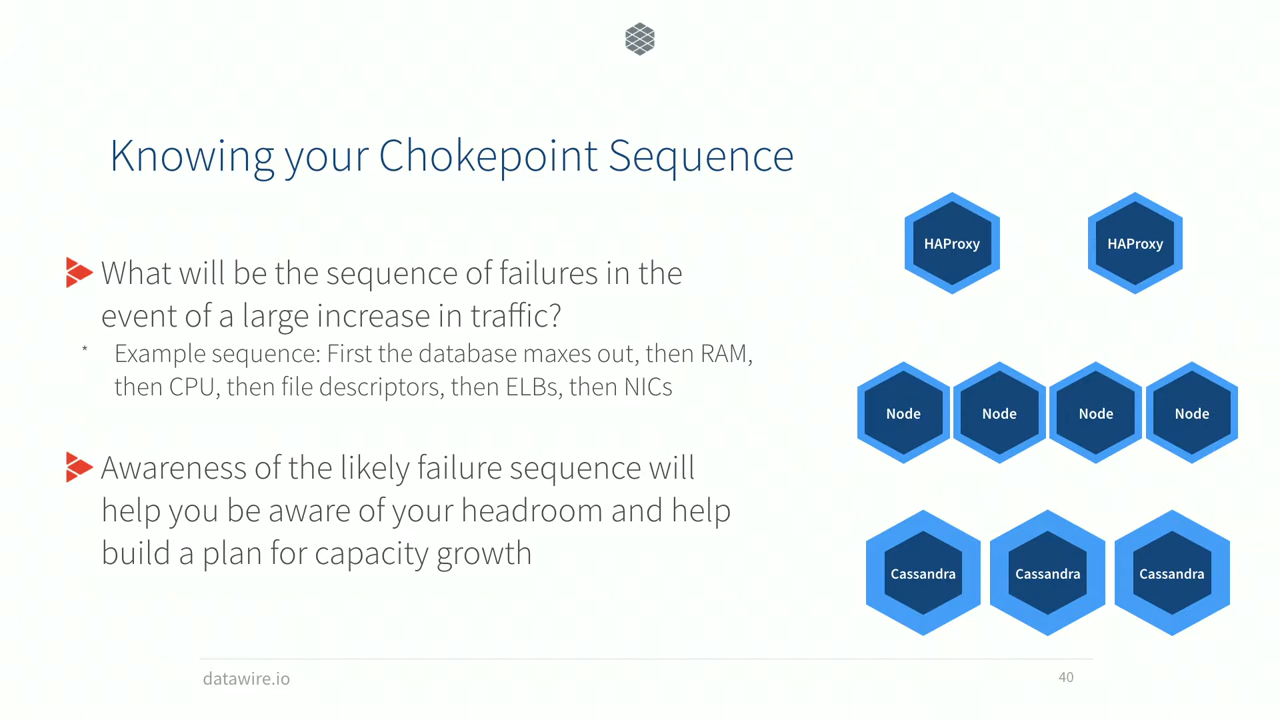 Knowing your Chokepoint Sequence
What will be the sequence of failures in the
event of a large increase in traffic?
* Example sequence: First the database maxes out, then RAM,
then CPU, then file descriptors, then ELBs, then NICs
Awareness of the likely failure sequence will
help you be aware of your headroom and help
build a plan for capacity growth
HAProxy HAProxy
Node Node Node Node
Cassandra Cassandra Cassandra
datawire.io 40